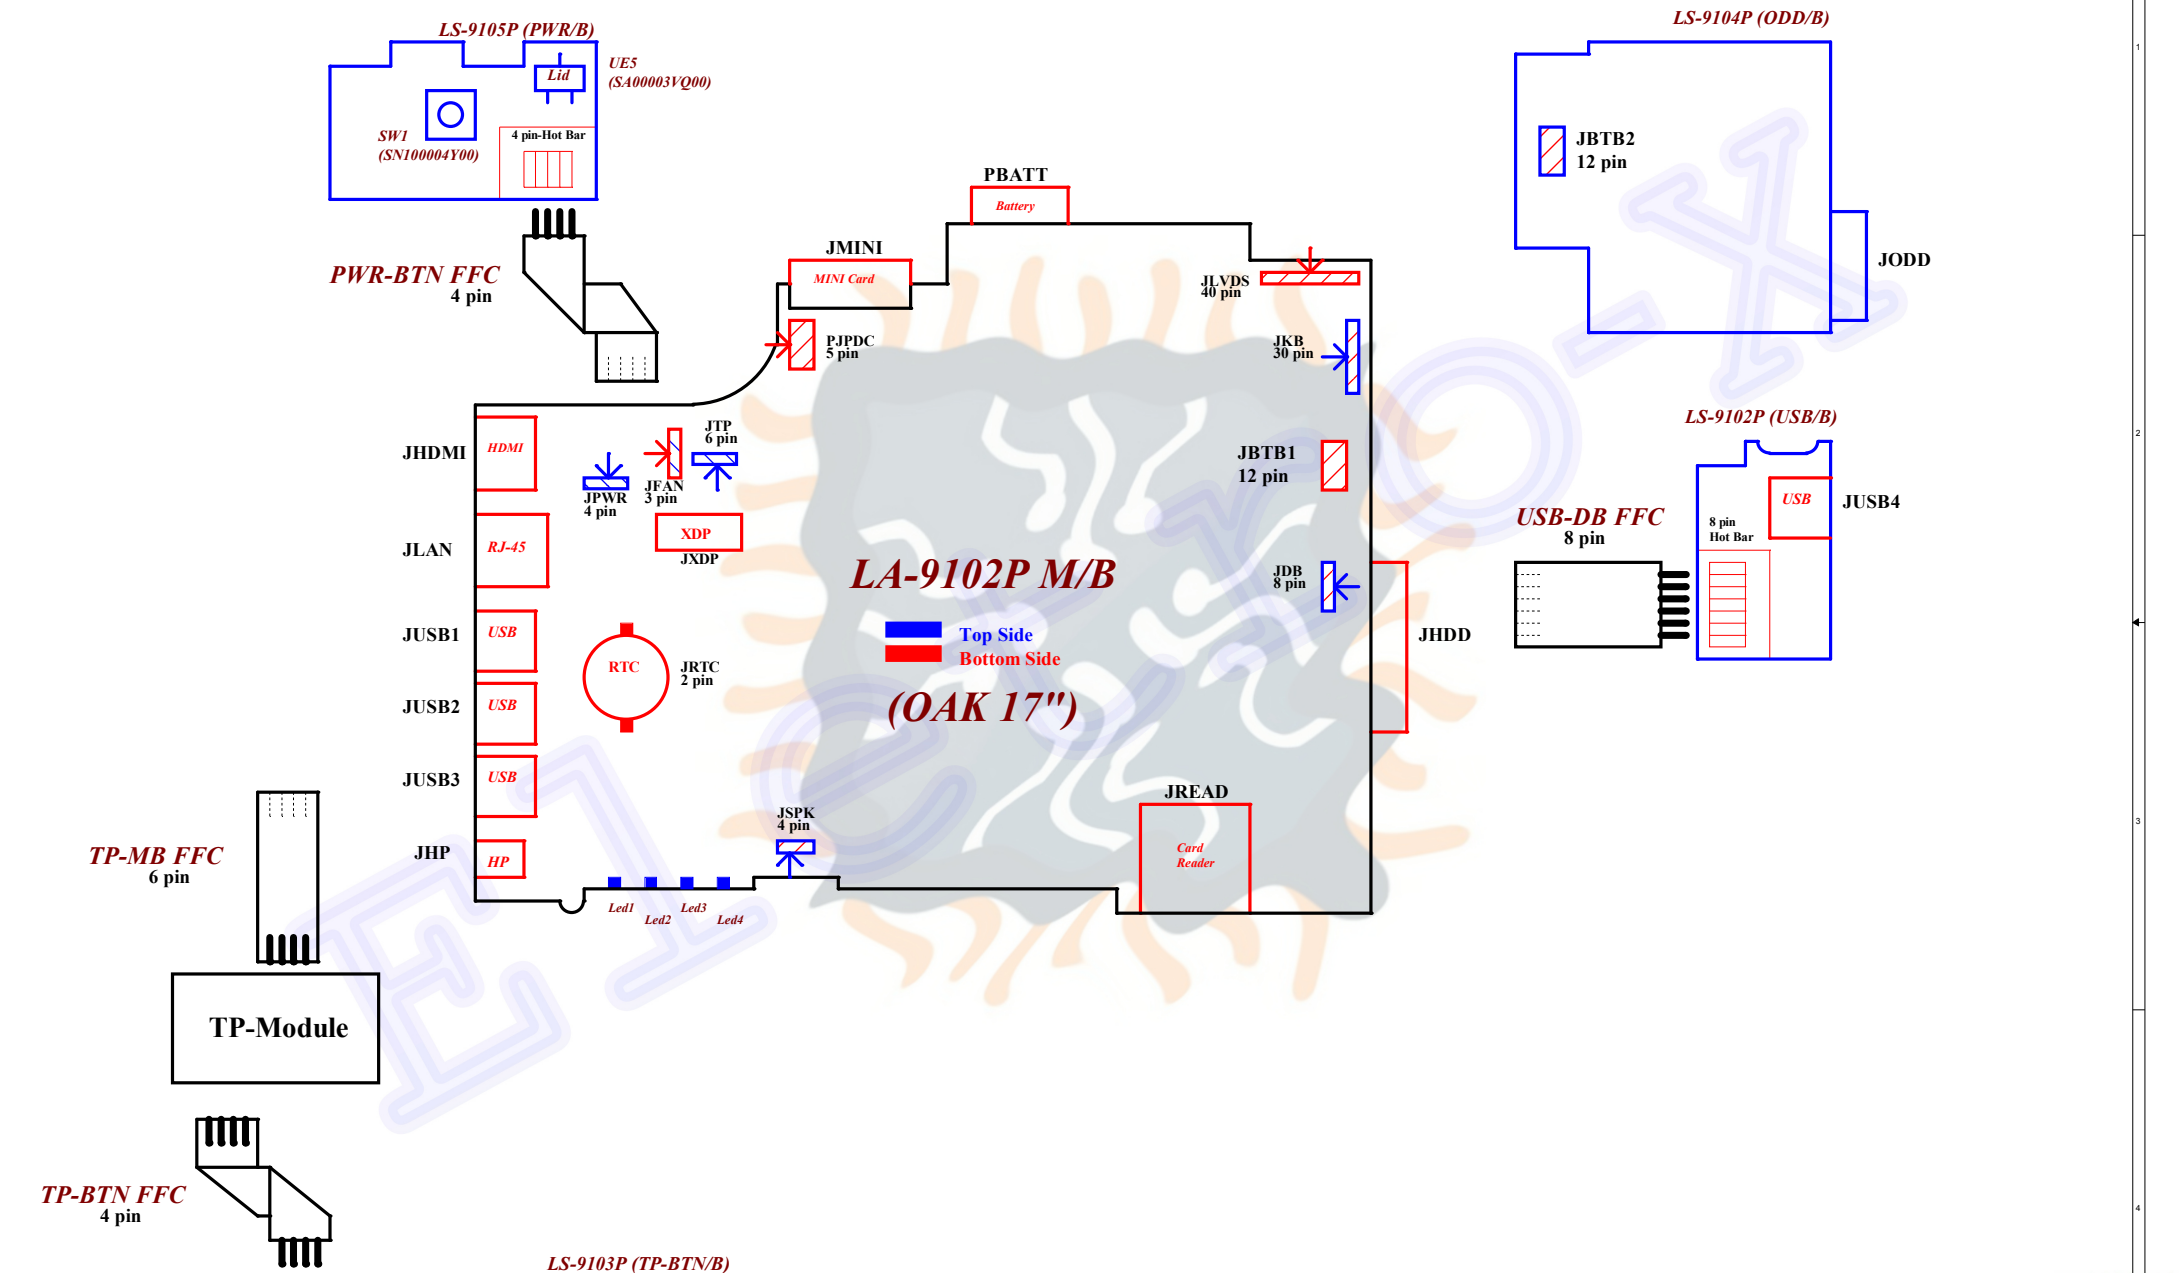 LS-9105P (PWR/B)
LS-9104P (ODD/B)
UE5
(SA00003VQ00)
Lid
SW1
(SN100004Y00)
4 pin-Hot Bar
JBTB2
12 pin
JODD
PWR-BTN FFC
4 pin
PBATT
Battery
JMINI
MINI Card
JLVDS
40 pin
PJPDC
5 pin
JKB
30 pin
JHDMI
HDMI
JTP
6 pin
JFAN
3 pin
JPWR
4 pin
JBTB1
12 pin
LS-9102P (USB/B)
USB
JUSB4
8 pin
Hot Bar
USB-DB FFC
8 pin
JLAN
RJ-45
XDP
JXDP
LA-9102P M/B
JDB
8 pin
Top Side
Bottom Side
JHDD
JUSB1
USB
RTC
JRTC
2 pin
(OAK 17")
JUSB2
USB
JUSB3
USB
JREAD
Card
Reader
JSPK
4 pin
JHP
HP
Led1
Led2
Led3
Led4
TP-MB FFC
6 pin
TP-Module
TP-BTN FFC
4 pin
LS-9103P (TP-BTN/B)
1
2
3
4
Elcro-X